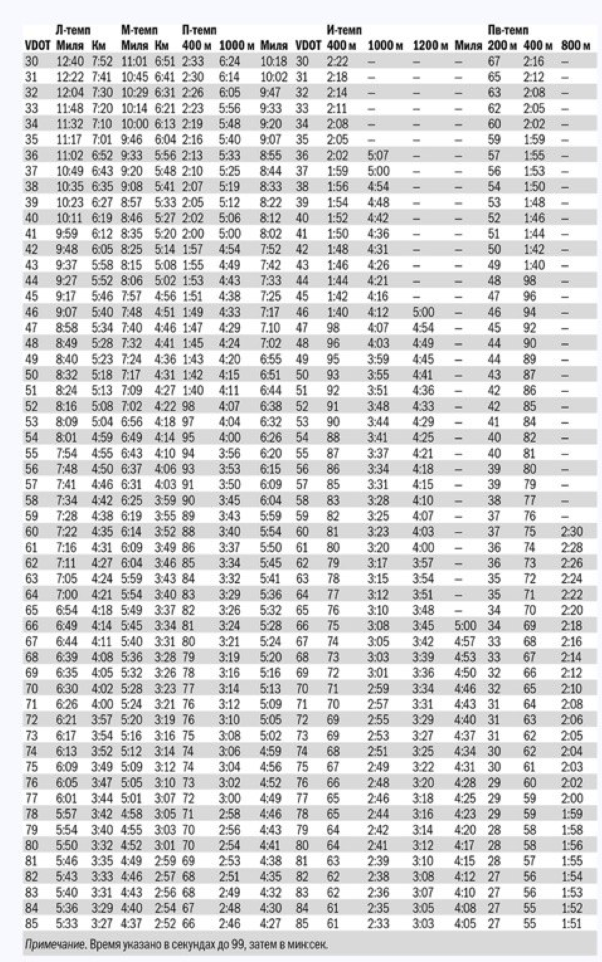 Л-темп М-темп П-темп И-темп Пв-темп
VDOT Миля Км Миля Км 400 м 1000 м Миля VDOT 400 м 1000 м 1200 м Миля 200 м 400 м 800 м
30 12:40 7:52 11:01 6:51 2:33 6:24 10:18 30 2:22 – – – 67 2:16 –
31 12:22 7:41 10:45 6:41 2:30 6:14 10:02 31 2:18 – – – 65 2:12 –
32 12:04 7:30 10:29 6:31 2:26 6:05 9:47 32 2:14 – – – 63 2:08 –
33 11:48 7:20 10:14 6:21 2:23 5:56 9:33 33 2:11 – – – 62 2:05 –
34 11:32 7:10 10:00 6:13 2:19 5:48 9:20 34 2:08 – – – 60 2:02 –
35 11:17 7:01 9:46 6:04 2:16 5:40 9:07 35 2:05 – – – 59 1:59 –
36 11:02 6:52 9:33 5:56 2:13 5:33 8:55 36 2:02 5:07 – – 57 1:55 –
37 10:49 6:43 9:20 5:48 2:10 5:25 8:44 37 1:59 5:00 – – 56 1:53 –
38 10:35 6:35 9:08 5:41 2:07 5:19 8:33 38 1:56 4:54 – – 54 1:50 –
39 10:23 6:27 8:57 5:33 2:05 5:12 8:22 39 1:54 4:48 – – 53 1:48 –
40 10:11 6:19 8:46 5:27 2:02 5:06 8:12 40 1:52 4:42 – – 52 1:46 –
41 9:59 6:12 8:35 5:20 2:00 5:00 8:02 41 1:50 4:36 – – 51 1:44 –
42 9:48 6:05 8:25 5:14 1:57 4:54 7:52 42 1:48 4:31 – – 50 1:42 –
43 9:37 5:58 8:15 5:08 1:55 4:49 7:42 43 1:46 4:26 – – 49 1:40 –
44 9:27 5:52 8:06 5:02 1:53 4:43 7:33 44 1:44 4:21 – – 48 98 –
45 9:17 5:46 7:57 4:56 1:51 4:38 7:25 45 1:42 4:16 – – 47 96 –
46 9:07 5:40 7:48 4:51 1:49 4:33 7:17 46 1:40 4:12 5:00 – 46 94 –
47 8:58 5:34 7:40 4:46 1:47 4:29 7.10 47 98 4:07 4:54 – 45 92 –
48 8:49 5:28 7:32 4:41 1:45 4:24 7:02 48 96 4:03 4:49 – 44 90 –
49 8:40 5:23 7:24 4:36 1:43 4:20 6:55 49 95 3:59 4:45 – 44 89 –
50 8:32 5:18 7:17 4:31 1:42 4:15 6:51 50 93 3:55 4:41 – 43 87 –
51 8:24 5:13 7:09 4:27 1:40 4:11 6:44 51 92 3:51 4:36 – 42 86 –
52 8:16 5:08 7:02 4:22 98 4:07 6:38 52 91 3:48 4:33 – 42 85 –
53 8:09 5:04 6:56 4:18 97 4:04 6:32 53 90 3:44 4:29 – 41 84 –
54 8:01 4:59 6:49 4:14 95 4:00 6:26 54 88 3:41 4:25 – 40 82 –
55 7:54 4:55 6:43 4:10 94 3:56 6:20 55 87 3:37 4:21 – 40 81 –
56 7:48 4:50 6:37 4:06 93 3:53 6:15 56 86 3:34 4:18 – 39 80 –
57 7:41 4:46 6:31 4:03 91 3:50 6:09 57 85 3:31 4:15 – 39 79 –
58 7:34 4:42 6:25 3:59 90 3:45 6:04 58 83 3:28 4:10 – 38 77 –
59 7:28 4:38 6:19 3:55 89 3:43 5:59 59 82 3:25 4:07 – 37 76 –
60 7:22 4:35 6:14 3:52 88 3:40 5:54 60 81 3:23 4:03 – 37 75 2:30
61 7:16 4:31 6:09 3:49 86 3:37 5:50 61 80 3:20 4:00 – 36 74 2:28
62 7:11 4:27 6:04 3:46 85 3:34 5:45 62 79 3:17 3:57 – 36 73 2:26
63 7:05 4:24 5:59 3:43 84 3:32 5:41 63 78 3:15 3:54 – 35 72 2:24
64 7:00 4:21 5:54 3:40 83 3:29 5:36 64 77 3:12 3:51 – 35 71 2:22
65 6:54 4:18 5:49 3:37 82 3:26 5:32 65 76 3:10 3:48 – 34 70 2:20
66 6:49 4:14 5:45 3:34 81 3:24 5:28 66 75 3:08 3:45 5:00 34 69 2:18
67 6:44 4:11 5:40 3:31 80 3:21 5:24 67 74 3:05 3:42 4:57 33 68 2:16
68 6:39 4:08 5:36 3:28 79 3:19 5:20 68 73 3:03 3:39 4:53 33 67 2:14
69 6:35 4:05 5:32 3:26 78 3:16 5:16 69 72 3:01 3:36 4:50 32 66 2:12
70 6:30 4:02 5:28 3:23 77 3:14 5:13 70 71 2:59 3:34 4:46 32 65 2:10
71 6:26 4:00 5:24 3:21 76 3:12 5:09 71 70 2:57 3:31 4:43 31 64 2:08
72 6:21 3:57 5:20 3:19 76 3:10 5:05 72 69 2:55 3:29 4:40 31 63 2:06
73 6:17 3:54 5:16 3:16 75 3:08 5:02 73 69 2:53 3:27 4:37 31 62 2:05
74 6:13 3:52 5:12 3:14 74 3:06 4:59 74 68 2:51 3:25 4:34 30 62 2:04
75 6:09 3:49 5:09 3:12 74 3:04 4:56 75 67 2:49 3:22 4:31 30 61 2:03
76 6:05 3:47 5:05 3:10 73 3:02 4:52 76 66 2:48 3:20 4:28 29 60 2:02
77 6:01 3:44 5:01 3:07 72 3:00 4:49 77 65 2:46 3:18 4:25 29 59 2:00
78 5:57 3:42 4:58 3:05 71 2:58 4:46 78 65 2:44 3:16 4:23 29 59 1:59
79 5:54 3:40 4:55 3:03 70 2:56 4:43 79 64 2:42 3:14 4:20 28 58 1:58
80 5:50 3:32 4:52 3:01 70 2:54 4:41 80 64 2:41 3:12 4:17 28 58 1:56
81 5:46 3:35 4:49 2:59 69 2:53 4:38 81 63 2:39 3:10 4:15 28 57 1:55
82 5:43 3:33 4:46 2:57 68 2:51 4:35 82 62 2:38 3:08 4:12 27 56 1:54
83 5:40 3:31 4:43 2:56 68 2:49 4:32 83 62 2:36 3:07 4:10 27 56 1:53
84 5:36 3:29 4:40 2:54 67 2:48 4:30 84 61 2:35 3:05 4:08 27 55 1:52
85 5:33 3:27 4:37 2:52 66 2:46 4:27 85 61 2:33 3:03 4:05 27 55 1:51
Примечание. Время указано в секундах до 99, затем в мин:сек.